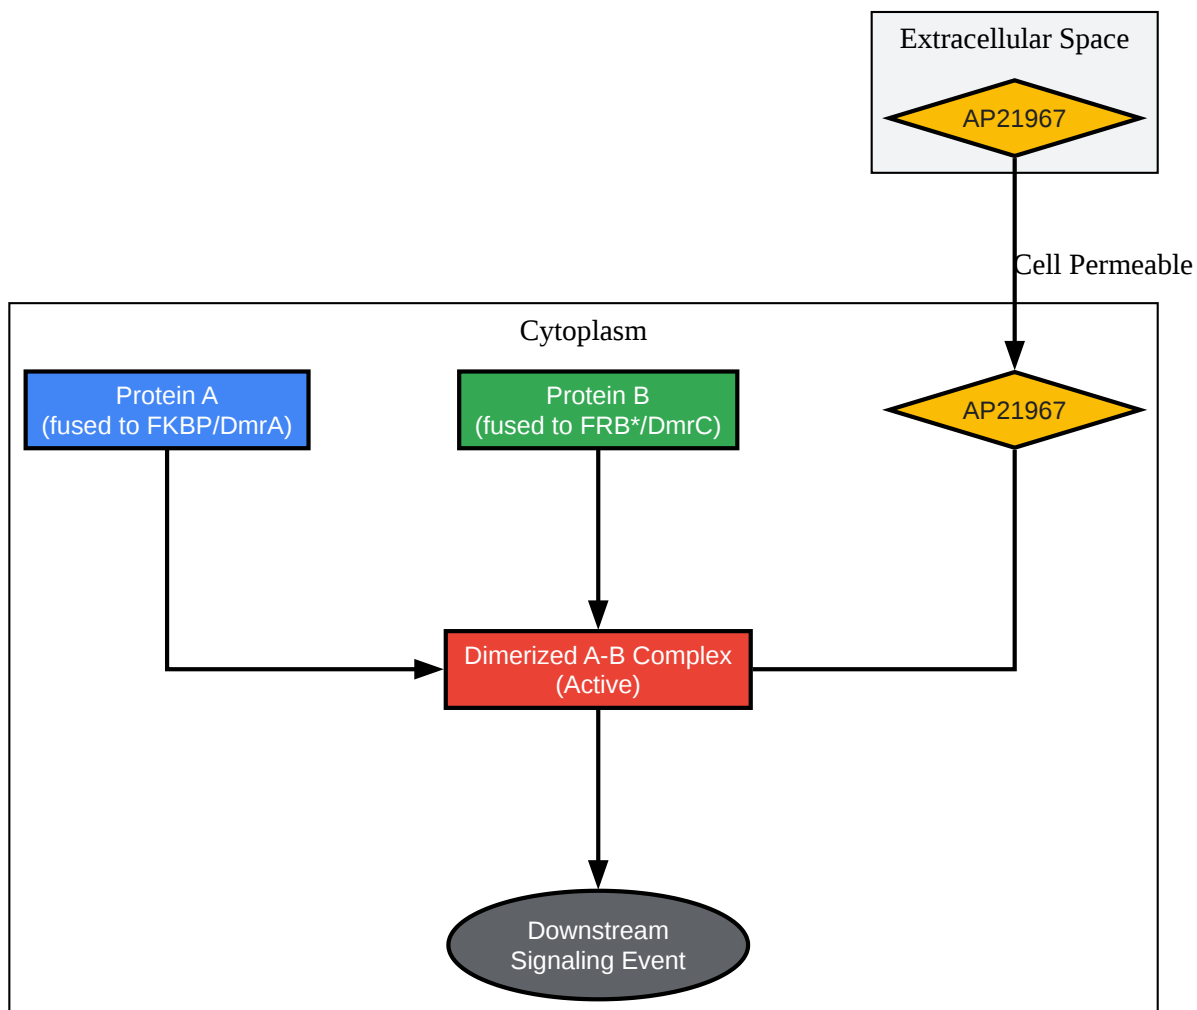 Extracellular Space
AP21967
Cell Permeable
Cytoplasm
Protein A
(fused to FKBP/DmrA)
Protein B
(fused to FRB*/DmrC)
AP21967
Dimerized A-B Complex
(Active)
Downstream
Signaling Event